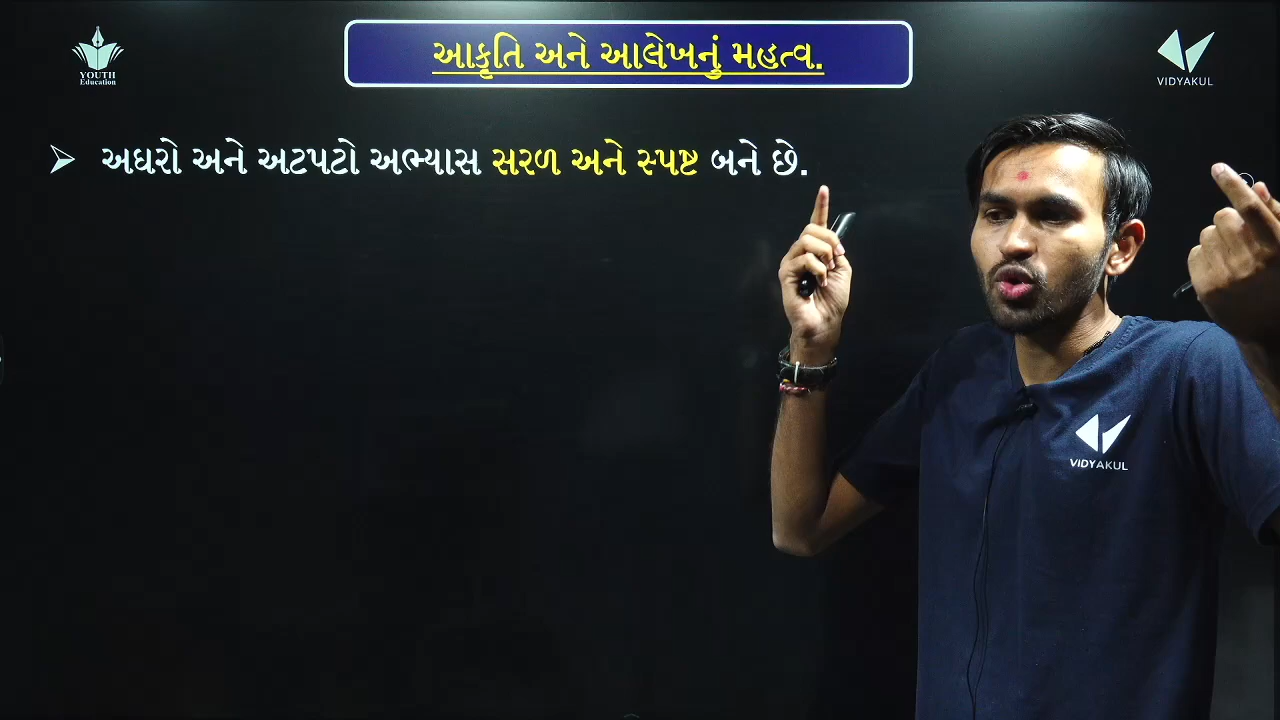 YOUTH
Education
આકૃતિ અને આલેખનું મહત્વ.
VIDYAKUL
અઘરો અને અટપટો અભ્યાસ સરળ અને સ્પષ્ટ બને છે.
VIDYAKUL